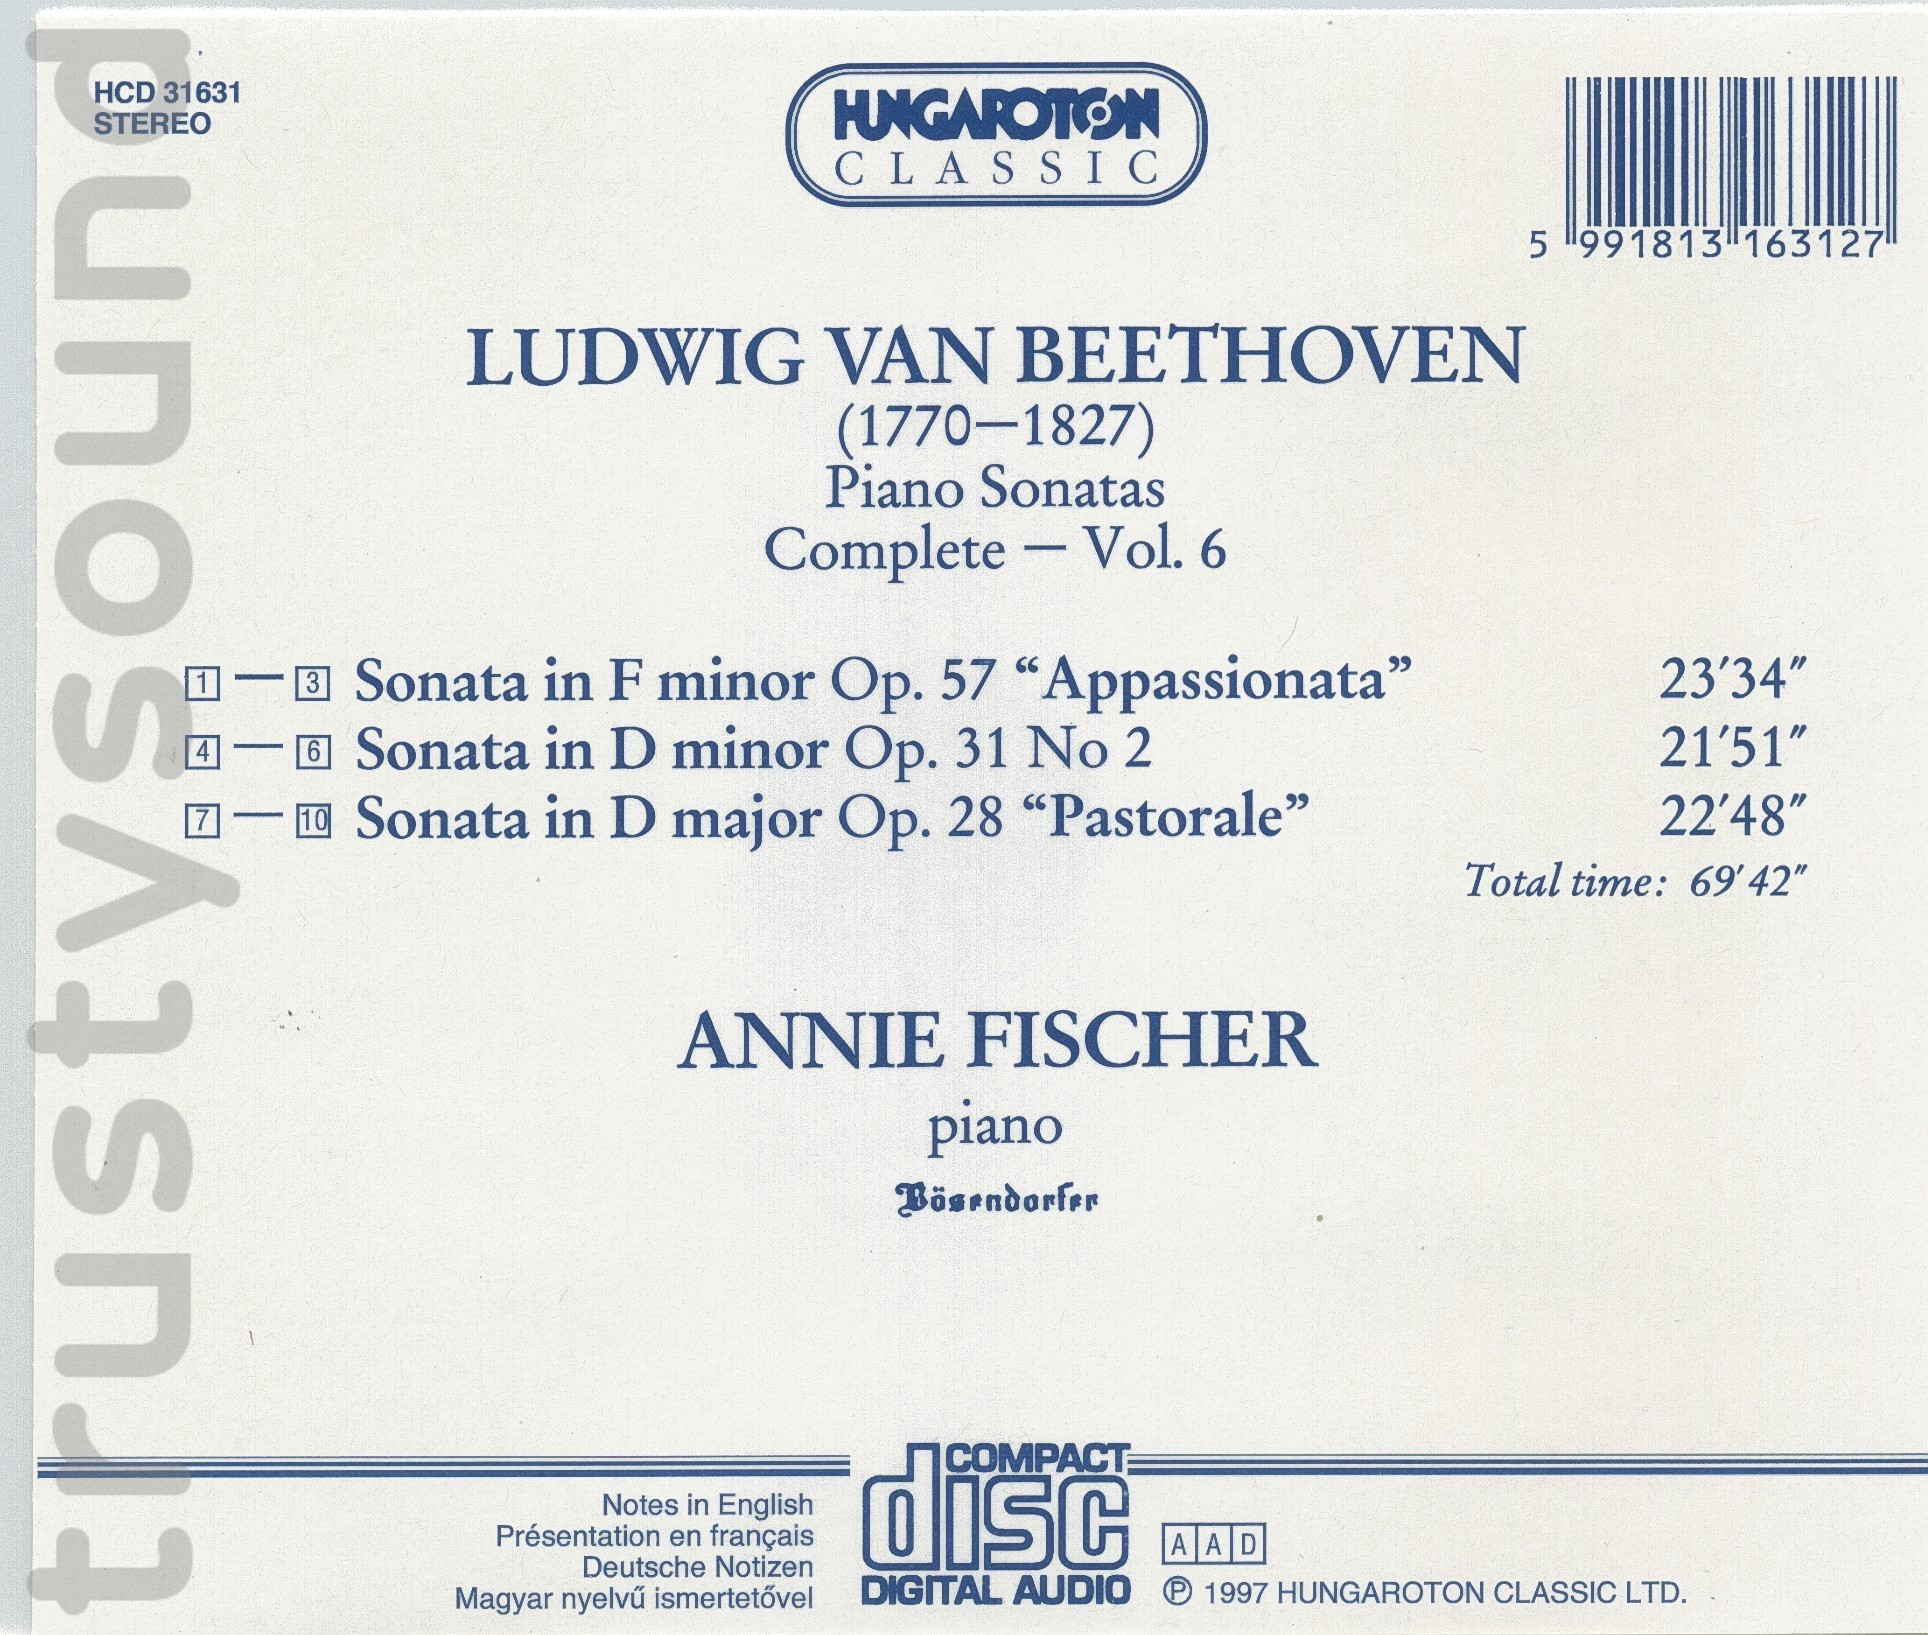 HCD 31631
STEREO
HUNGAROTON
CLASSIC
5 991813 163127
LUDWIG VAN BEETHOVEN
(1770—1827)
Piano Sonatas
Complete — Vol. 6
1 — 3 Sonata in F minor Op. 57 “Appassionata” 23′34″
4 — 6 Sonata in D minor Op. 31 No 2 21′51″
7 — 10 Sonata in D major Op. 28 “Pastorale” 22′48″
Total time: 69′42″
ANNIE FISCHER
piano
Bösendorfer
Notes in English
Présentation en français
Deutsche Notizen
Magyar nyelvű ismertetővel
COMPACT
disc
DIGITAL AUDIO
AAD
℗ 1997 HUNGAROTON CLASSIC LTD.
trustysound